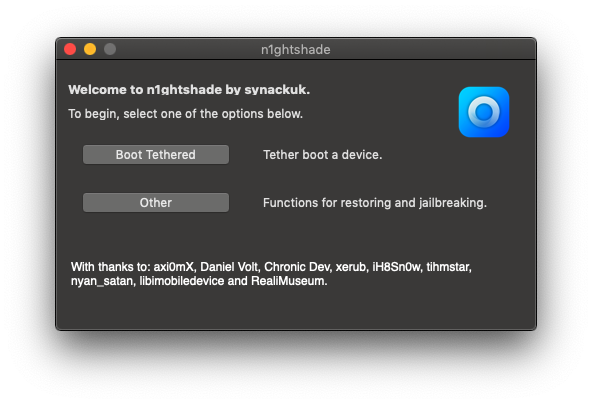 n1ghtshade
Welcome to n1ghtshade by synackuk.
To begin, select one of the options below.
Boot Tethered
Tether boot a device.
Other
Functions for restoring and jailbreaking.
With thanks to: axi0mX, Daniel Volt, Chronic Dev, xerub, iH8Sn0w, tihmstar,
nyan_satan, libimobiledevice and RealiMuseum.